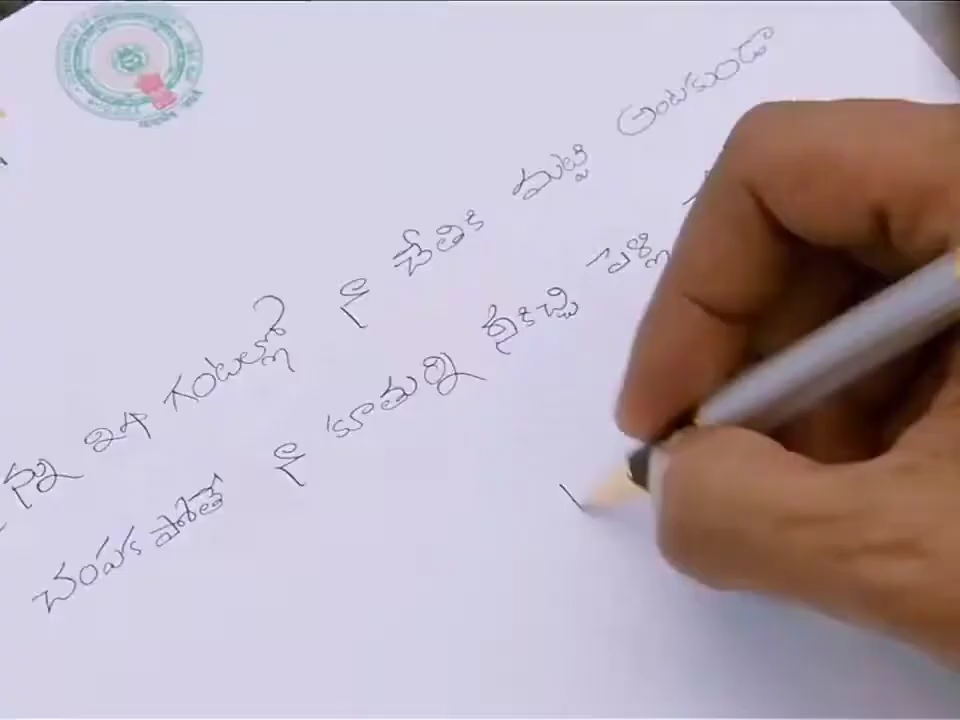 న్ను 24 గంటల్లో నీ చేతికి మట్టి అంటకుండా
చంపక పోతే నీ కూతుర్ని నీకిచ్చి పెళ్ళి